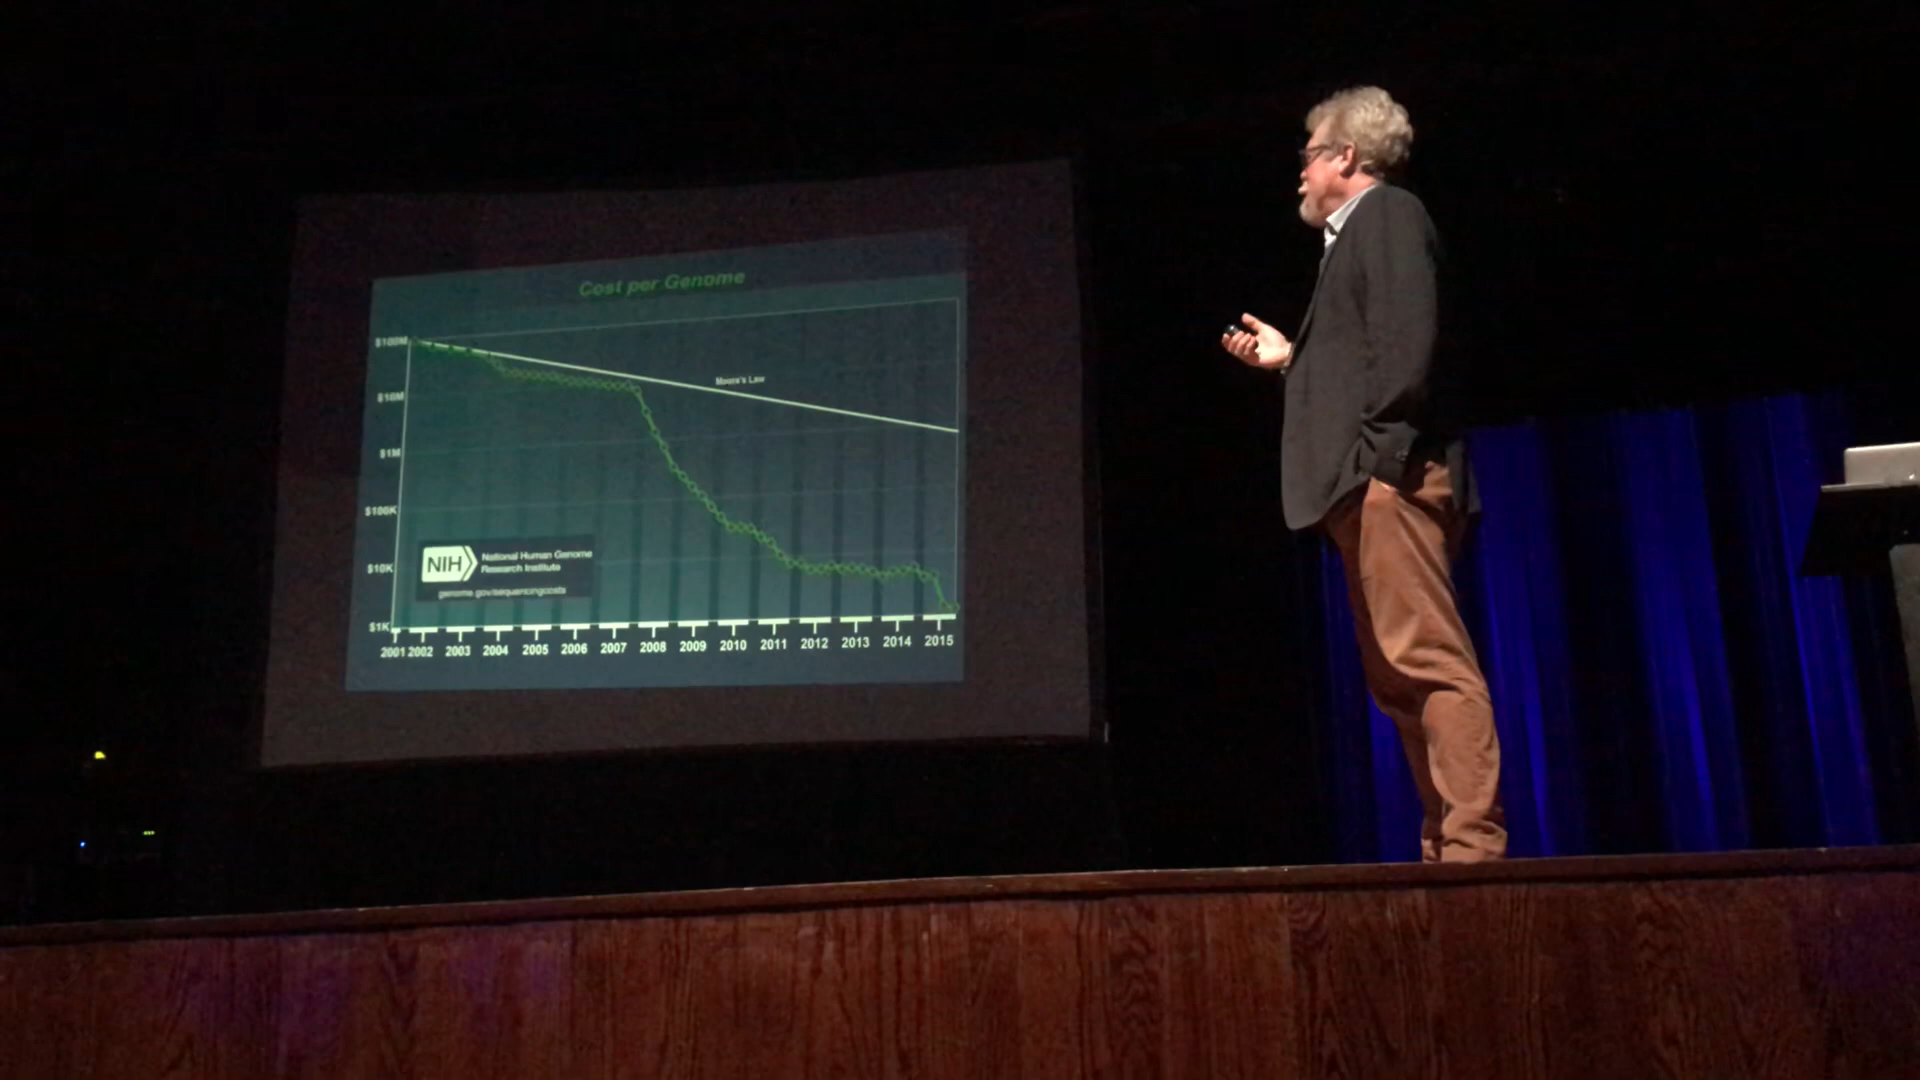 Cost per Genome
$100M
Moore's Law
$10M
$1M
$100K
NIH
National Human Genome
Research Institute
$10K
genome.gov/sequencingcosts
$1K
2001 2002 2003 2004 2005 2006 2007 2008 2009 2010 2011 2012 2013 2014 2015